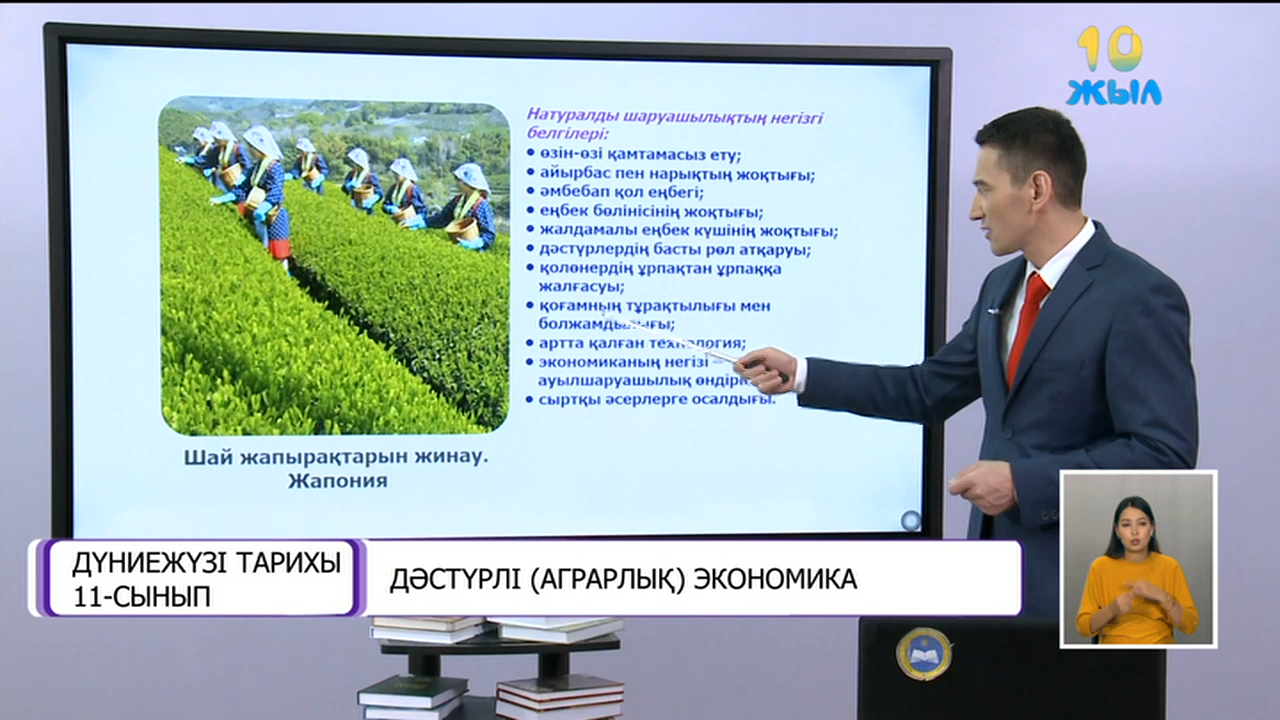 10
ЖЫЛ
Натуралды шаруашылықтың негізгі
белгілері:
• өзін-өзі қамтамасыз ету;
• айырбас пен нарықтың жоқтығы;
• әмбебап қол еңбегі;
• еңбек бөлінісінің жоқтығы;
• жалдамалы еңбек күшінің жоқтығы;
• дәстүрлердің басты рөл атқаруы;
• қолөнердің ұрпақтан ұрпаққа
жалғасуы;
• қоғамның тұрақтылығы мен
болжамдылығы;
• артта қалған технология;
• экономиканың негізі –
ауылшаруашылық
• сыртқы әсерлерге осалдығы.
Шай жапырақтарын жинау.
Жапония
ДҮНИЕЖҮЗІ ТАРИХЫ
11-СЫНЫП
ДӘСТҮРЛІ (АГРАРЛЫҚ) ЭКОНОМИКА